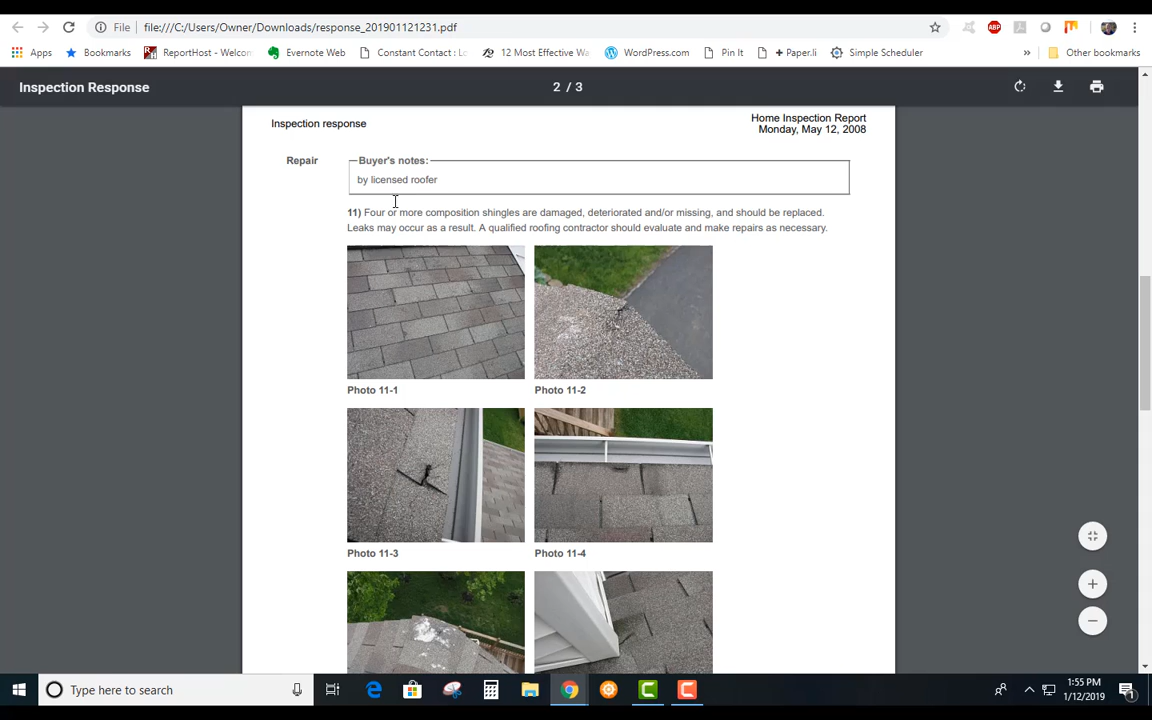 File | file:///C:/Users/Owner/Downloads/response_201901121231.pdf
ABP
Apps Bookmarks ReportHost - Welcom Evernote Web Constant Contact : Lo 12 Most Effective Wa WordPress.com Pin It + Paper.li Simple Scheduler » Other bookmarks
Inspection Response 2 / 3
Inspection response
Home Inspection Report
Monday, May 12, 2008
Repair
Buyer's notes:
by licensed roofer
11) Four or more composition shingles are damaged, deteriorated and/or missing, and should be replaced.
Leaks may occur as a result. A qualified roofing contractor should evaluate and make repairs as necessary.
Photo 11-1 Photo 11-2
Photo 11-3 Photo 11-4
Type here to search
1:55 PM
1/12/2019
1